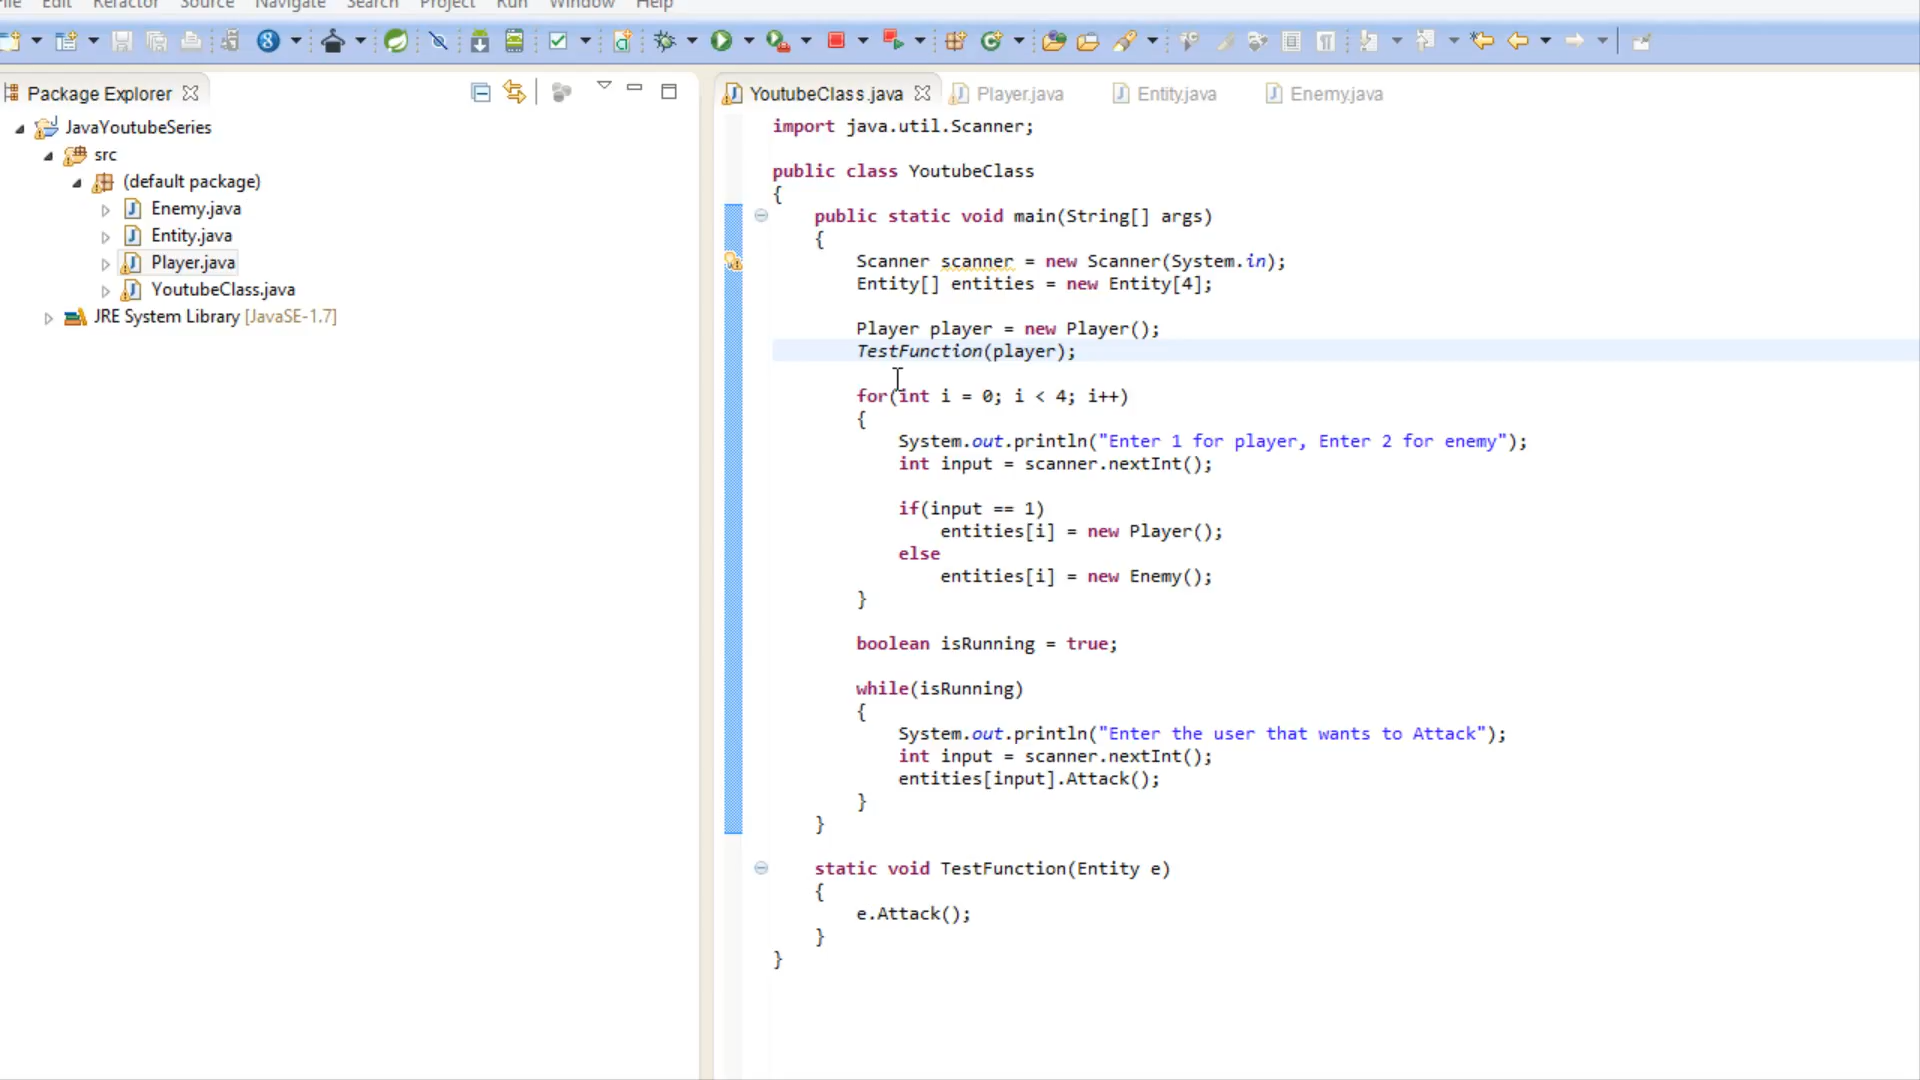 File Edit Refactor Source Navigate Search Project Run Window Help
Package Explorer
JavaYoutubeSeries
src
(default package)
Enemy.java
Entity.java
Player.java
YoutubeClass.java
JRE System Library [JavaSE-1.7]
YoutubeClass.java Player.java Entity.java Enemy.java
import java.util.Scanner;
public class YoutubeClass
{
public static void main(String[] args)
{
Scanner scanner = new Scanner(System.in);
Entity[] entities = new Entity[4];
Player player = new Player();
TestFunction(player);
for(int i = 0; i < 4; i++)
{
System.out.println("Enter 1 for player, Enter 2 for enemy");
int input = scanner.nextInt();
if(input == 1)
entities[i] = new Player();
else
entities[i] = new Enemy();
}
boolean isRunning = true;
while(isRunning)
{
System.out.println("Enter the user that wants to Attack");
int input = scanner.nextInt();
entities[input].Attack();
}
}
static void TestFunction(Entity e)
{
e.Attack();
}
}